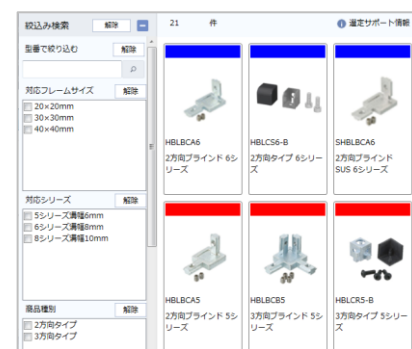 絞込み検索 解除
21 件
選定サポート情報
型番で絞り込む 解除
対応フレームサイズ 解除
20×20mm
30×30mm
40×40mm
対応シリーズ 解除
5シリーズ溝幅6mm
6シリーズ溝幅8mm
8シリーズ溝幅10mm
商品種別 解除
2方向タイプ
3方向タイプ
HBLBCA6
2方向ブラインド 6シ
リーズ
HBLCS6-B
2方向タイプ 6シリー
ズ
SHBLBCA6
2方向ブラインド
SUS 6シリーズ
HBLBCA5
2方向ブラインド 5シ
リーズ
HBLBCB5
3方向ブラインド 5シ
リーズ
HBLCR5-B
3方向タイプ 5シリー
ズ